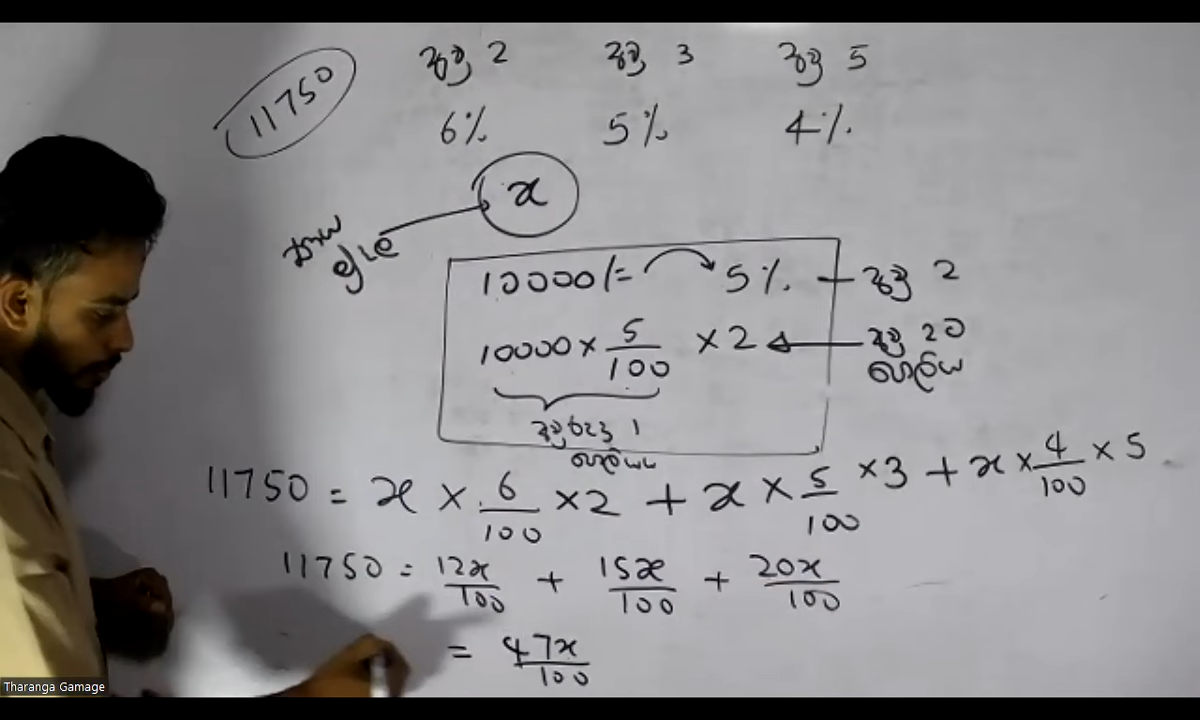 11750
අවු 2 අවු 3 අවු 5
6% 5% 4%
x
ණය
මුදල
10000/= 5% අවු 2
10000 × 5/100 × 2 අවු 2ට
පොලිය
අවුරුදු 1
11750 = x × 6/100 × 2 + x × 5/100 × 3 + x × 4/100 × 5
11750 = 12x/100 + 15x/100 + 20x/100
= 47x/100
Tharanga Gamage